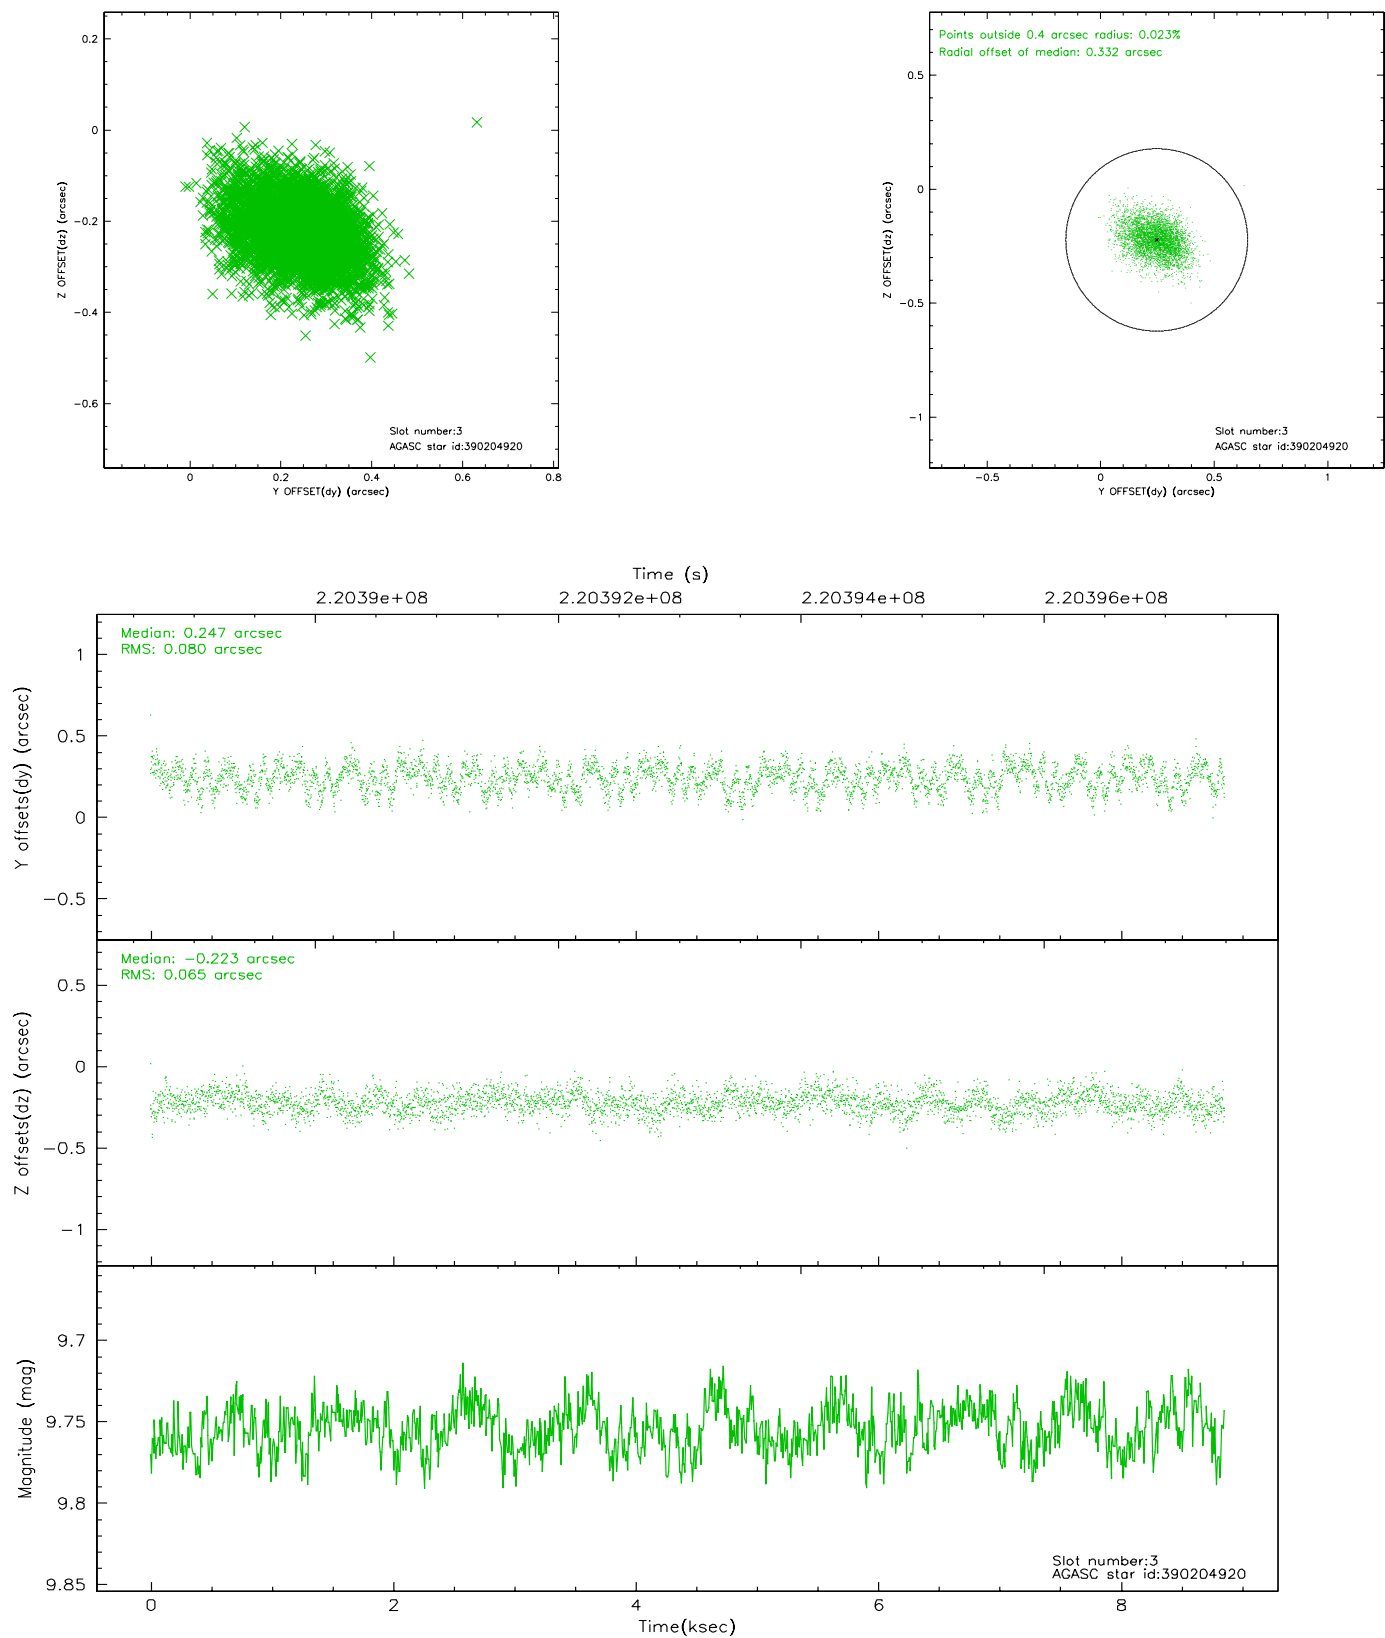 0.2
0
-0.2
-0.4
-0.6
Z OFFSET(dz) (arcsec)
Slot number:3
AGASC star id:390204920
0
0.2
0.4
0.6
0.8
Y OFFSET(dy) (arcsec)
Points outside 0.4 arcsec radius: 0.023%
Radial offset of median: 0.332 arcsec
0.5
0
-0.5
-1
Z OFFSET(dz) (arcsec)
Slot number:3
AGASC star id:390204920
-0.5
0
0.5
1
Y OFFSET(dy) (arcsec)
Time (s)
2.2039e+08
2.20392e+08
2.20394e+08
2.20396e+08
Median: 0.247 arcsec
RMS: 0.080 arcsec
1
0.5
0
-0.5
Y offsets(dy) (arcsec)
Median: -0.223 arcsec
RMS: 0.065 arcsec
0.5
0
-0.5
-1
Z offsets(dz) (arcsec)
9.7
9.75
9.8
9.85
Magnitude (mag)
Slot number:3
AGASC star id:390204920
0
2
4
6
8
Time(ksec)